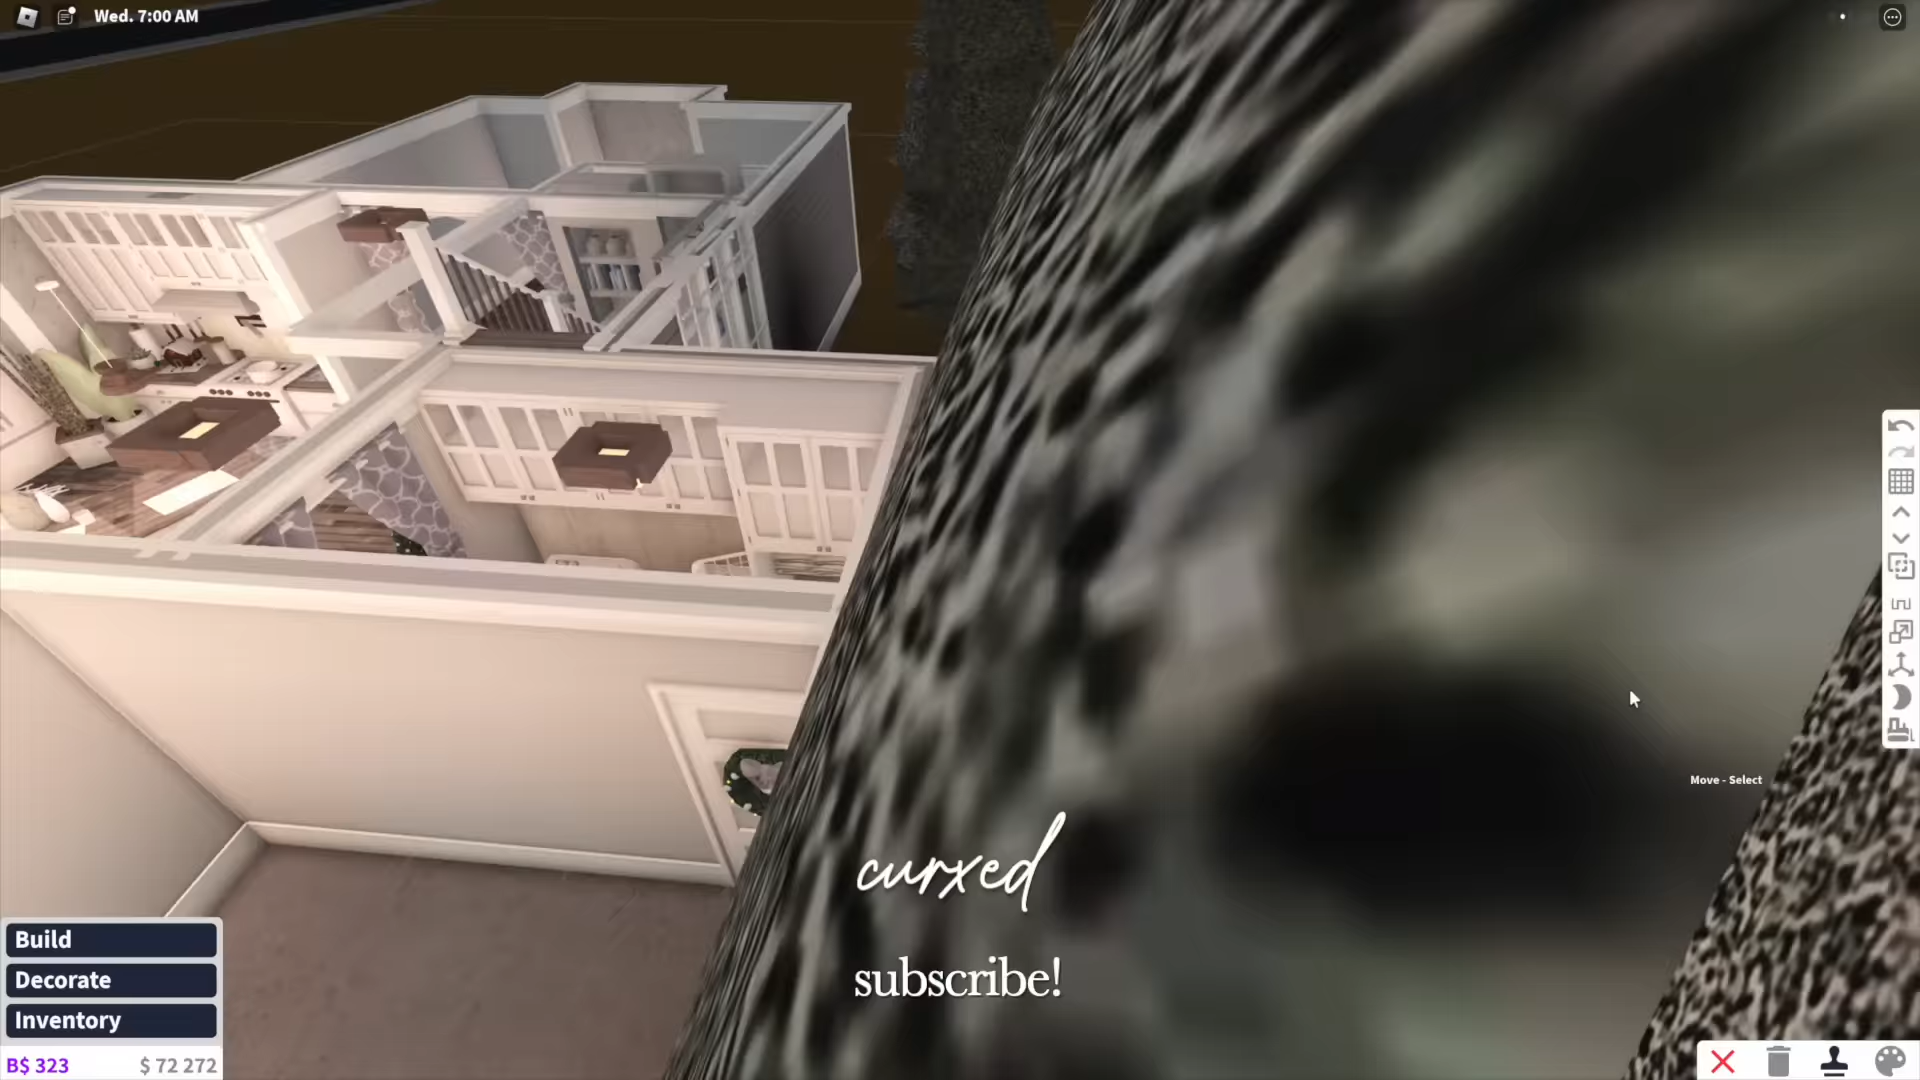 Wed. 7:00 AM
Move - Select
curxed
subscribe!
Build
Decorate
Inventory
B$ 323
$ 72 272